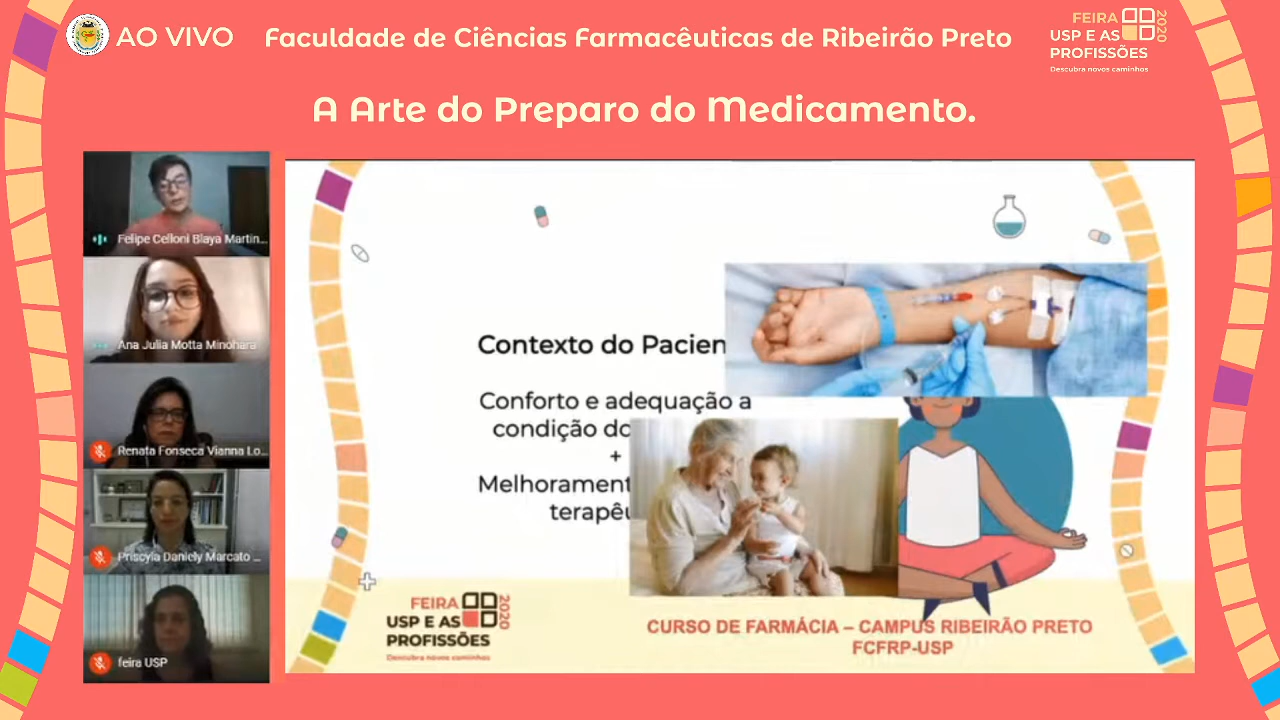 AO VIVO
Faculdade de Ciências Farmacêuticas de Ribeirão Preto
FEIRA
USP E AS
PROFISSÕES
2020
Descubra novos caminhos
A Arte do Preparo do Medicamento.
Felipe Celloni Blaya Martin...
Ana Julia Motta Minohara
Renata Fonseca Vianna Lo...
Priscyla Daniely Marcato ...
feira USP
Contexto do Pacien
Conforto e adequação a
condição do
+
Melhorament
terapêu
FEIRA
USP E AS
PROFISSÕES
2020
Descubra novos caminhos
CURSO DE FARMÁCIA – CAMPUS RIBEIRÃO PRETO
FCFRP-USP